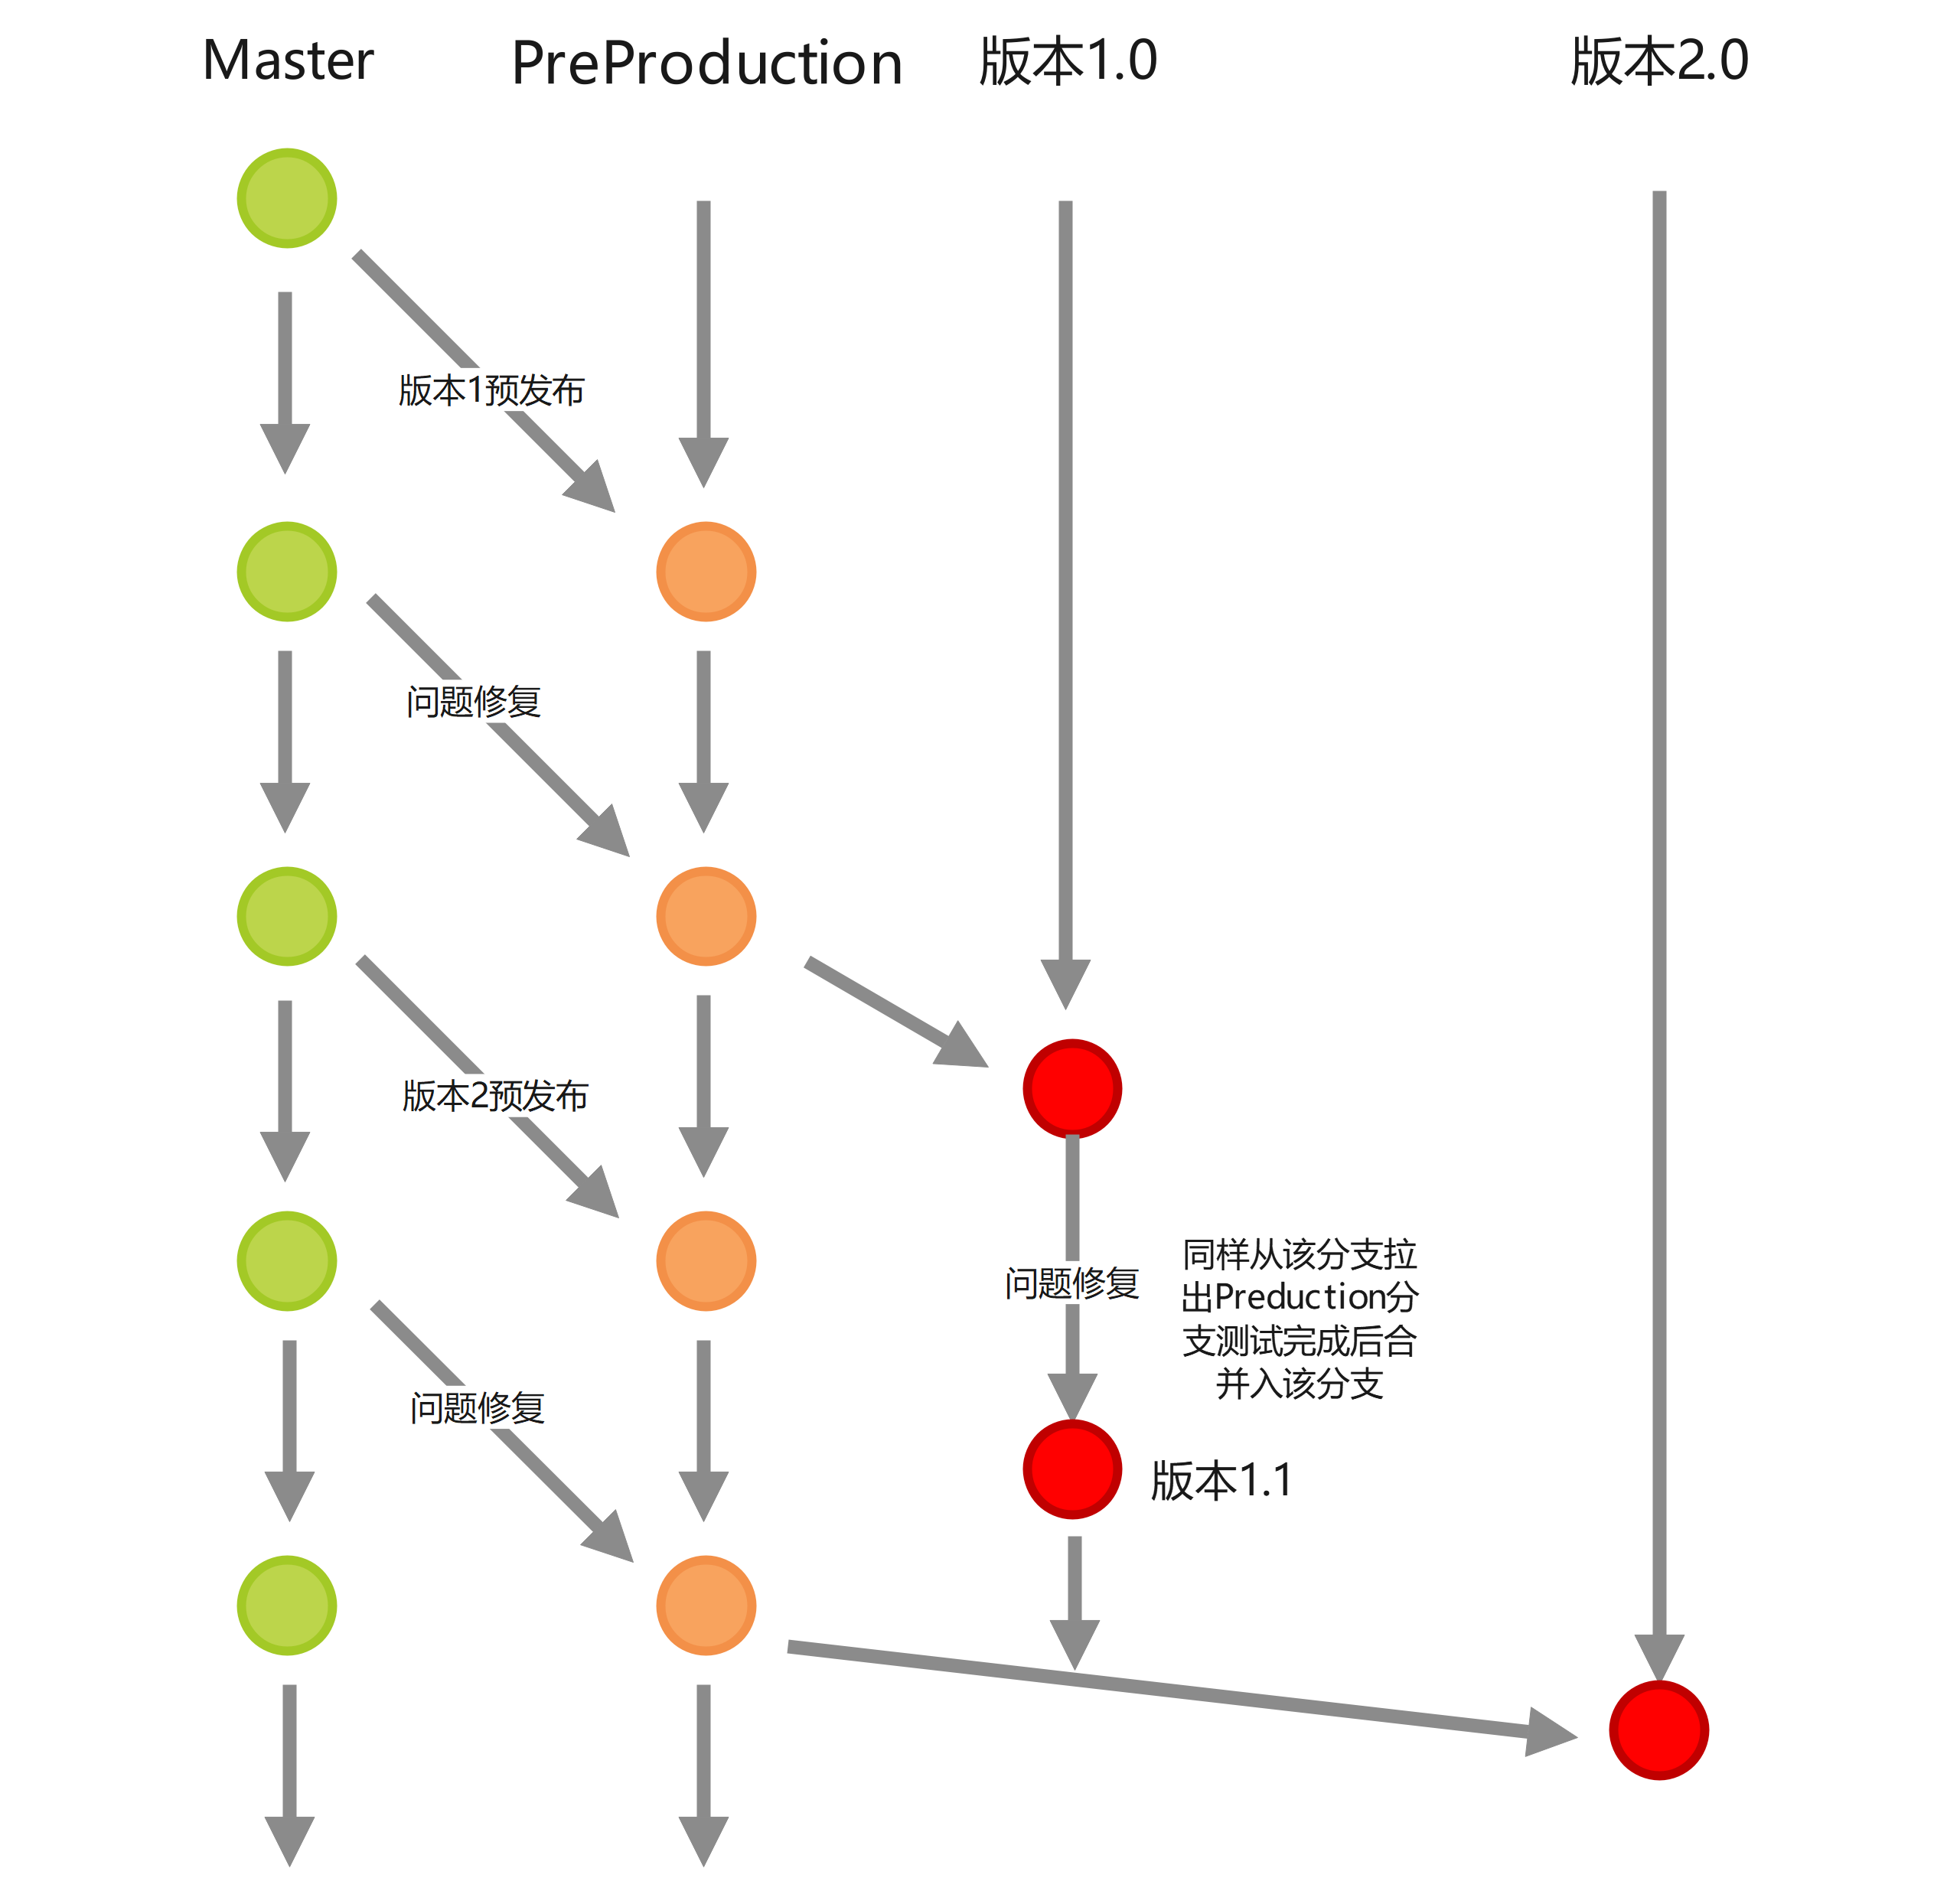 Master
PreProduction
版本1.0
版本2.0
版本1预发布
问题修复
版本2预发布
问题修复
同样从该分支拉
出Preduction分
支测试完成后合
并入该分支
问题修复
版本1.1